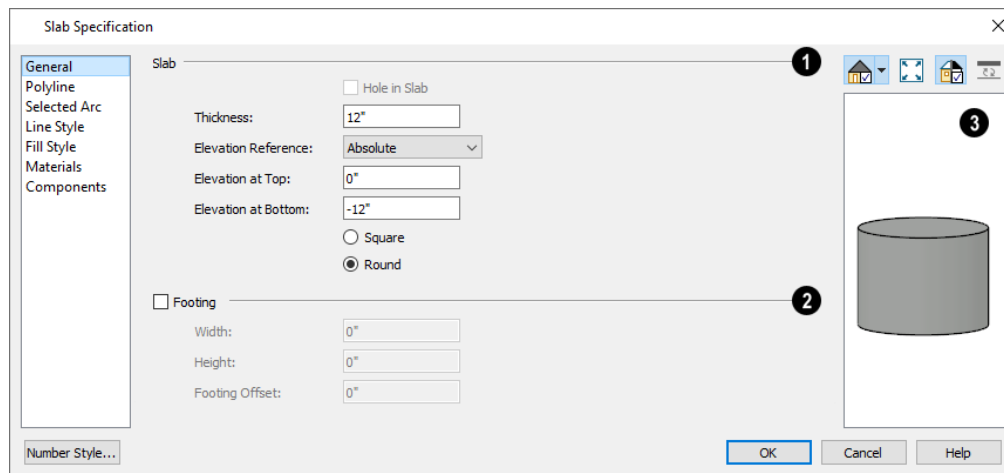 Slab Specification
General
Polyline
Selected Arc
Line Style
Fill Style
Materials
Components
Slab
1
Hole in Slab
Thickness: 12"
Elevation Reference: Absolute
Elevation at Top: 0"
Elevation at Bottom: -12"
Square
Round
Footing
2
Width: 0"
Height: 0"
Footing Offset: 0"
3
Number Style...
OK
Cancel
Help